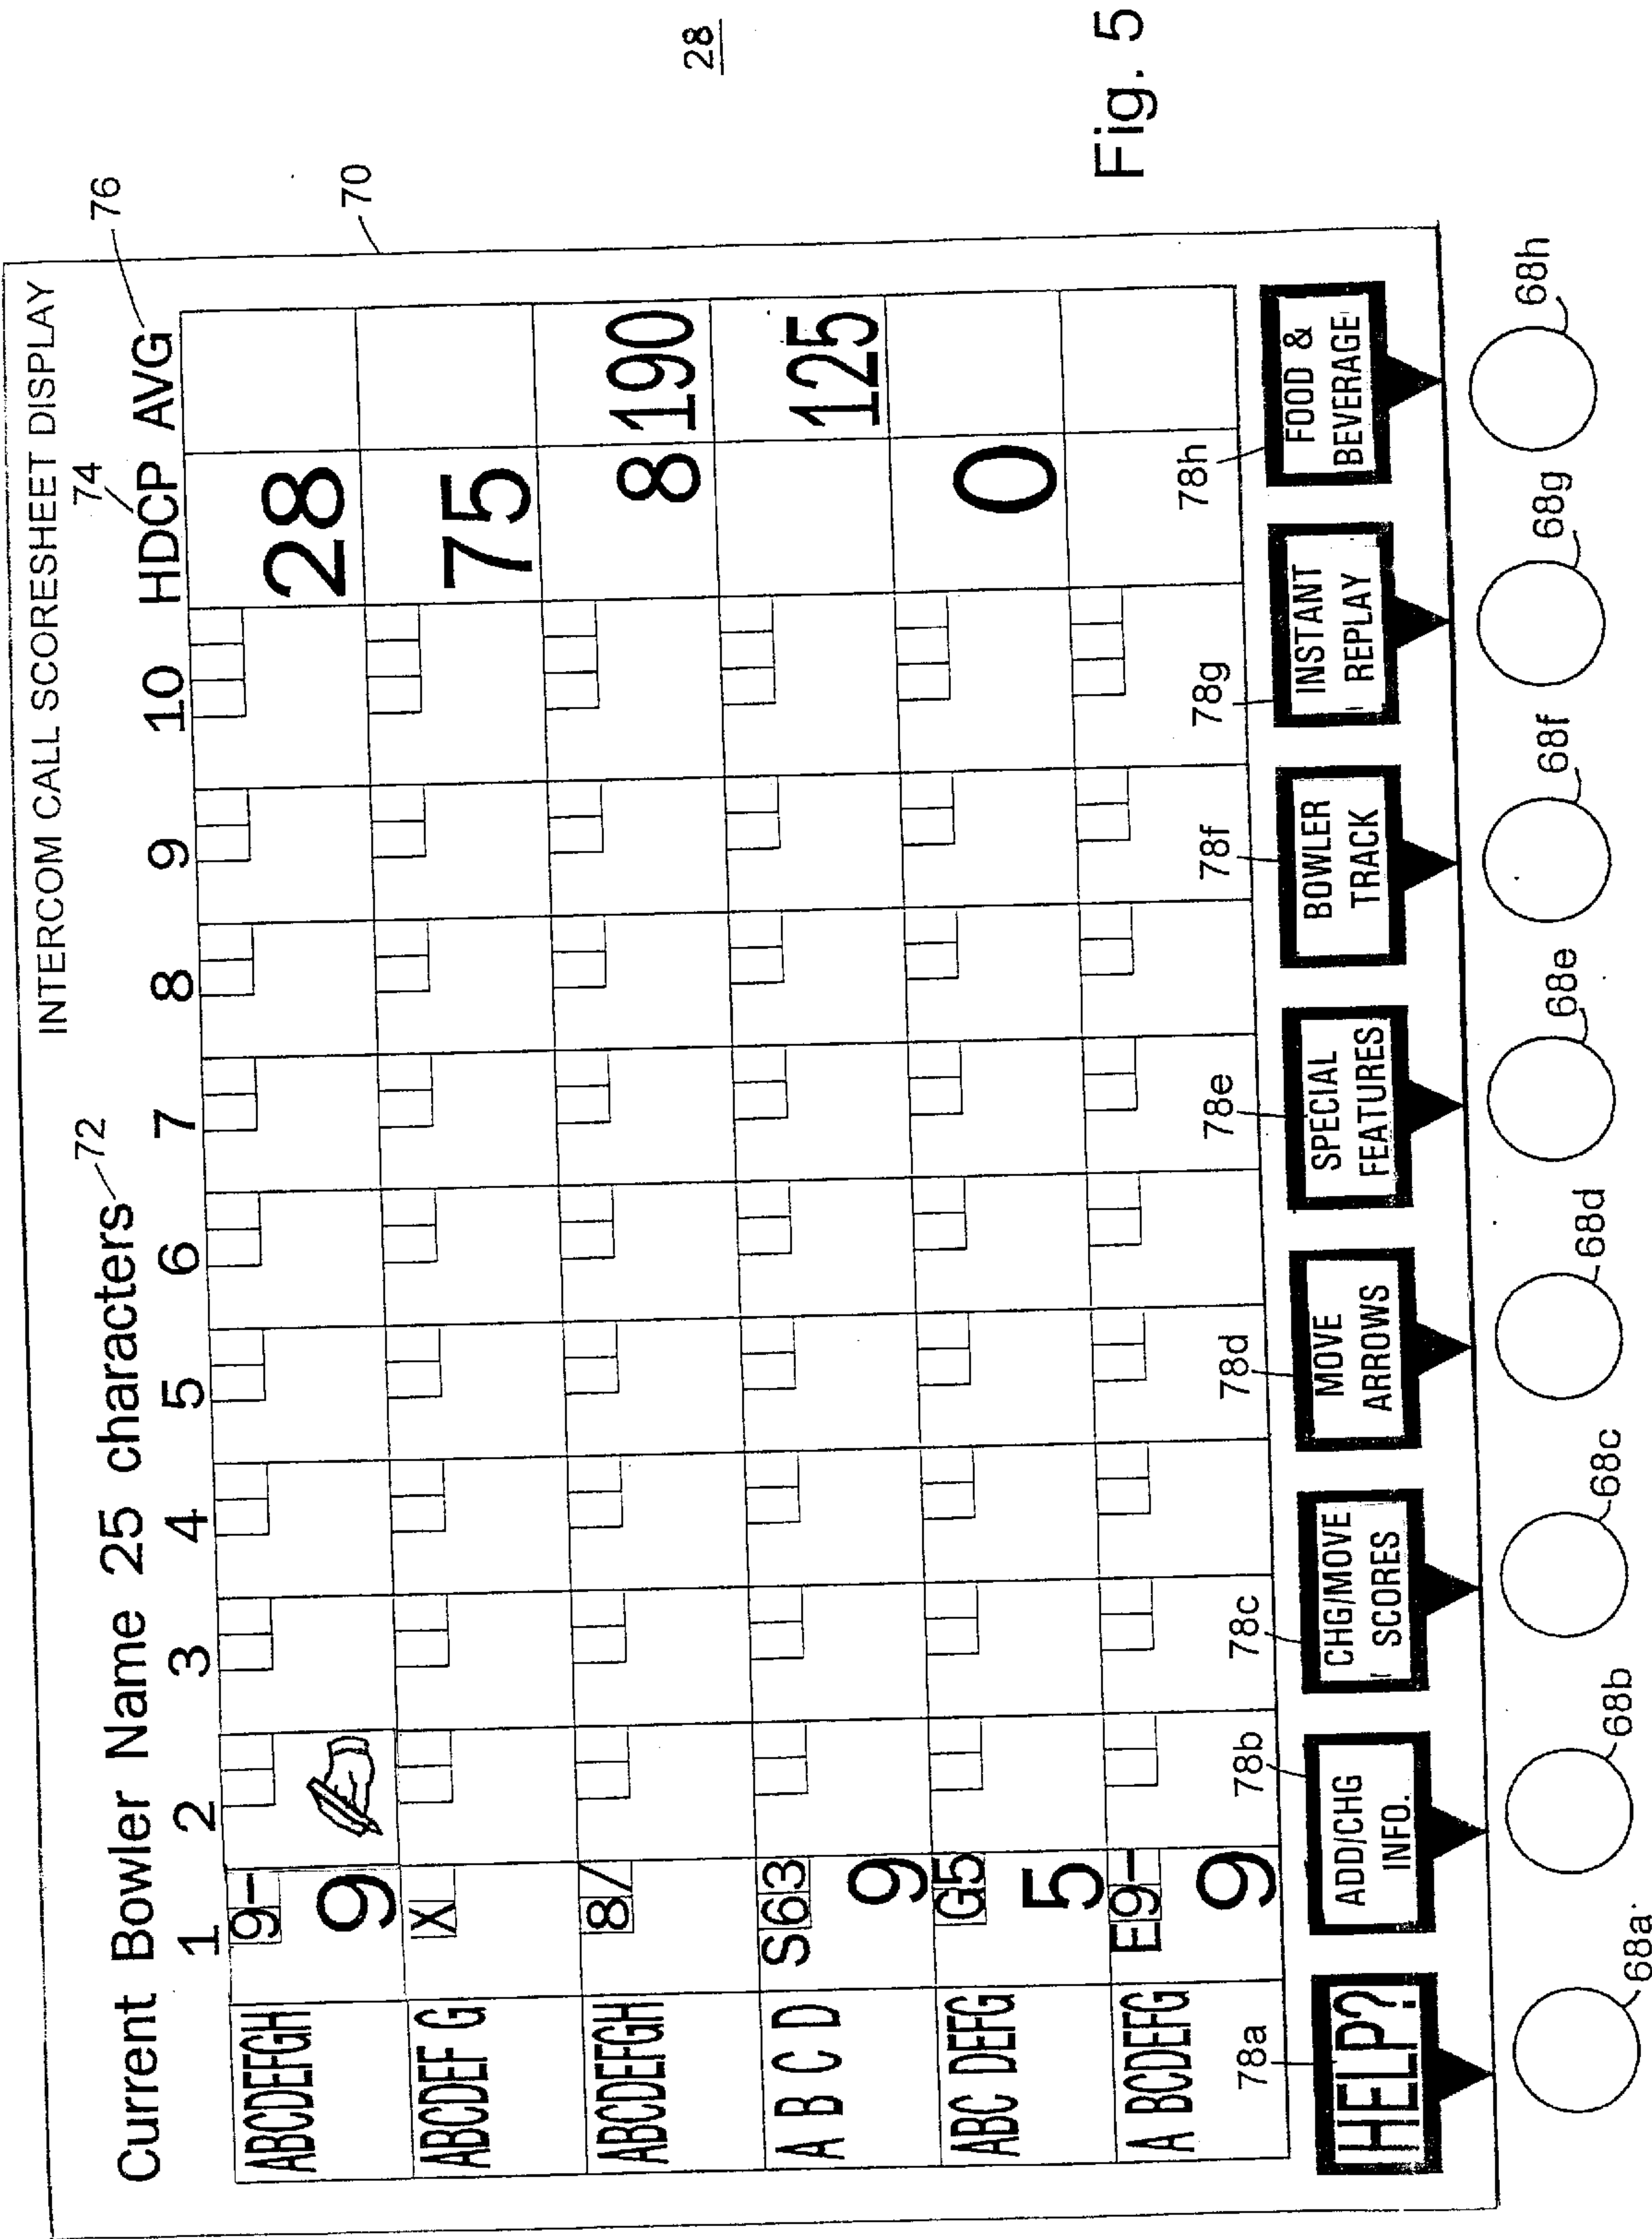 INTERCOM CALL SCORESHEET DISPLAY
Current Bowler Name 25 characters 72 74 76
1 2 3 4 5 6 7 8 9 10 HDCP AVG
70
ABCDEFGH 9- 9 28
ABCDEF G X 75
ABCDEFGH 8/ 8 190
A B C D S63 9 125
ABC DEFG G5 5 0
A BCDEFG F9- 9
78a 78b 78c 78d 78e 78f 78g 78h
HELP?
ADD/CHG
INFO.
CHG/MOVE
SCORES
MOVE
ARROWS
SPECIAL
FEATURES
BOWLER
TRACK
INSTANT
REPLAY
FOOD &
BEVERAGE
68a 68b 68c 68d 68e 68f 68g 68h
28
Fig. 5